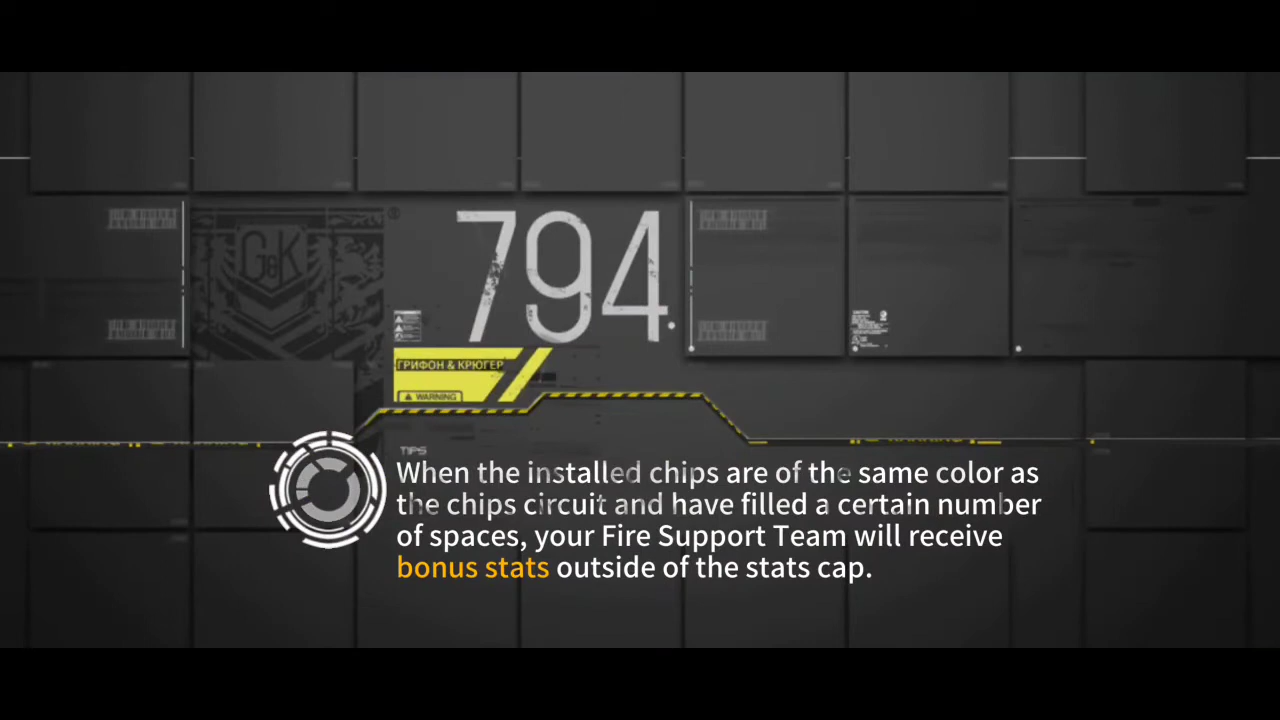 G&K
794.
ГРИФОН & КРЮГЕР
WARNING
TIPS
When the installed chips are of the same color as
the chips circuit and have filled a certain number
of spaces, your Fire Support Team will receive
bonus stats outside of the stats cap.